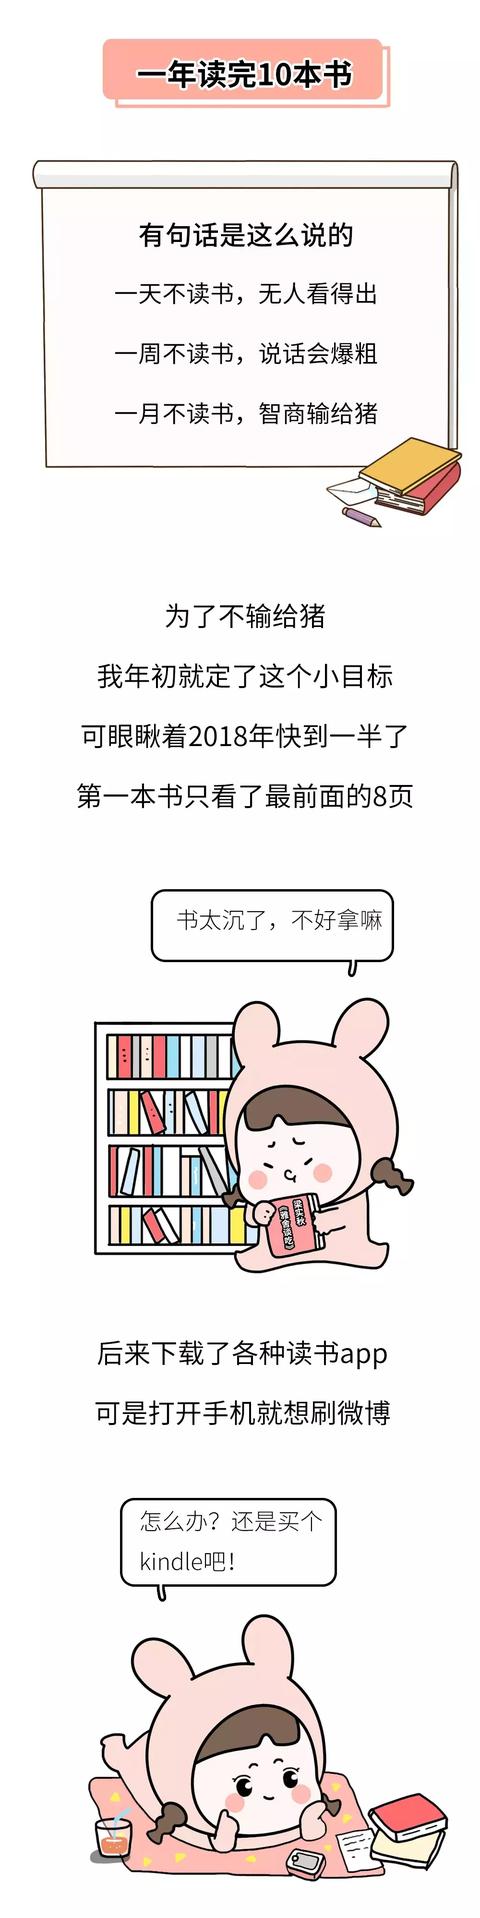 一年读完10本书
有句话是这么说的
一天不读书，无人看得出
一周不读书，说话会爆粗
一月不读书，智商输给猪
为了不输给猪
我年初就定了这个小目标
可眼瞅着2018年快到一半了
第一本书只看了最前面的8页
书太沉了，不好拿嘛
梁实秋
《雅舍谈吃》
后来下载了各种读书app
可是打开手机就想刷微博
怎么办？还是买个
kindle吧！